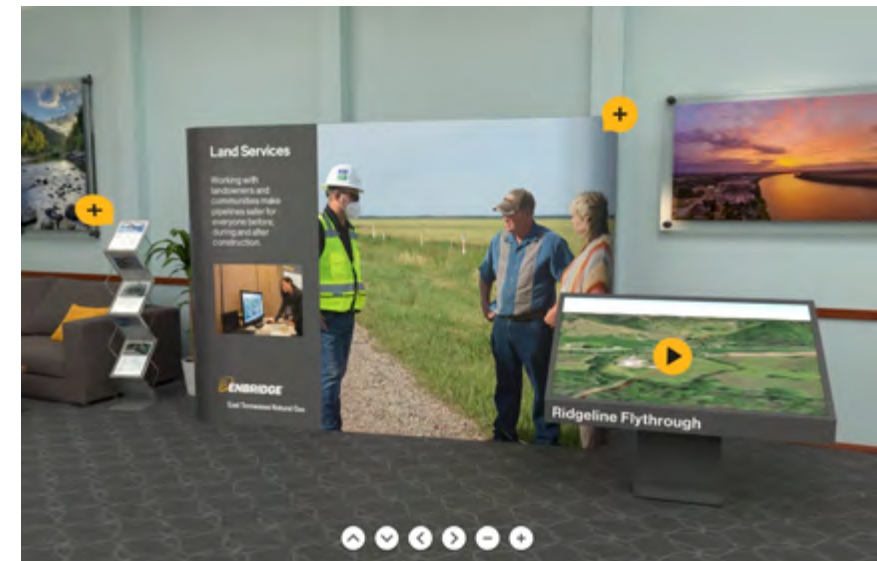 Land Services
Working with
landowners and
communities make
pipelines safer for
everyone before,
during and after
construction.
ENBRIDGE
East Tennessee Natural Gas
Ridgeline Flythrough